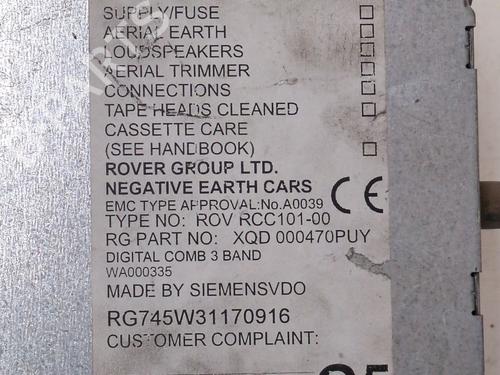 SUPPLY/FUSE
AERIAL EARTH
LOUDSPEAKERS
AERIAL TRIMMER
CONNECTIONS
TAPE HEADS CLEANED
CASSETTE CARE
(SEE HANDBOOK)
ROVER GROUP LTD.
NEGATIVE EARTH CARS
EMC TYPE APPROVAL:No.A0039
CE
TYPE NO: ROV RCC101-00
RG PART NO: XQD 000470PUY
DIGITAL COMB 3 BAND
WA000335
MADE BY SIEMENSVDO
RG745W31170916
CUSTOMER COMPLAINT: